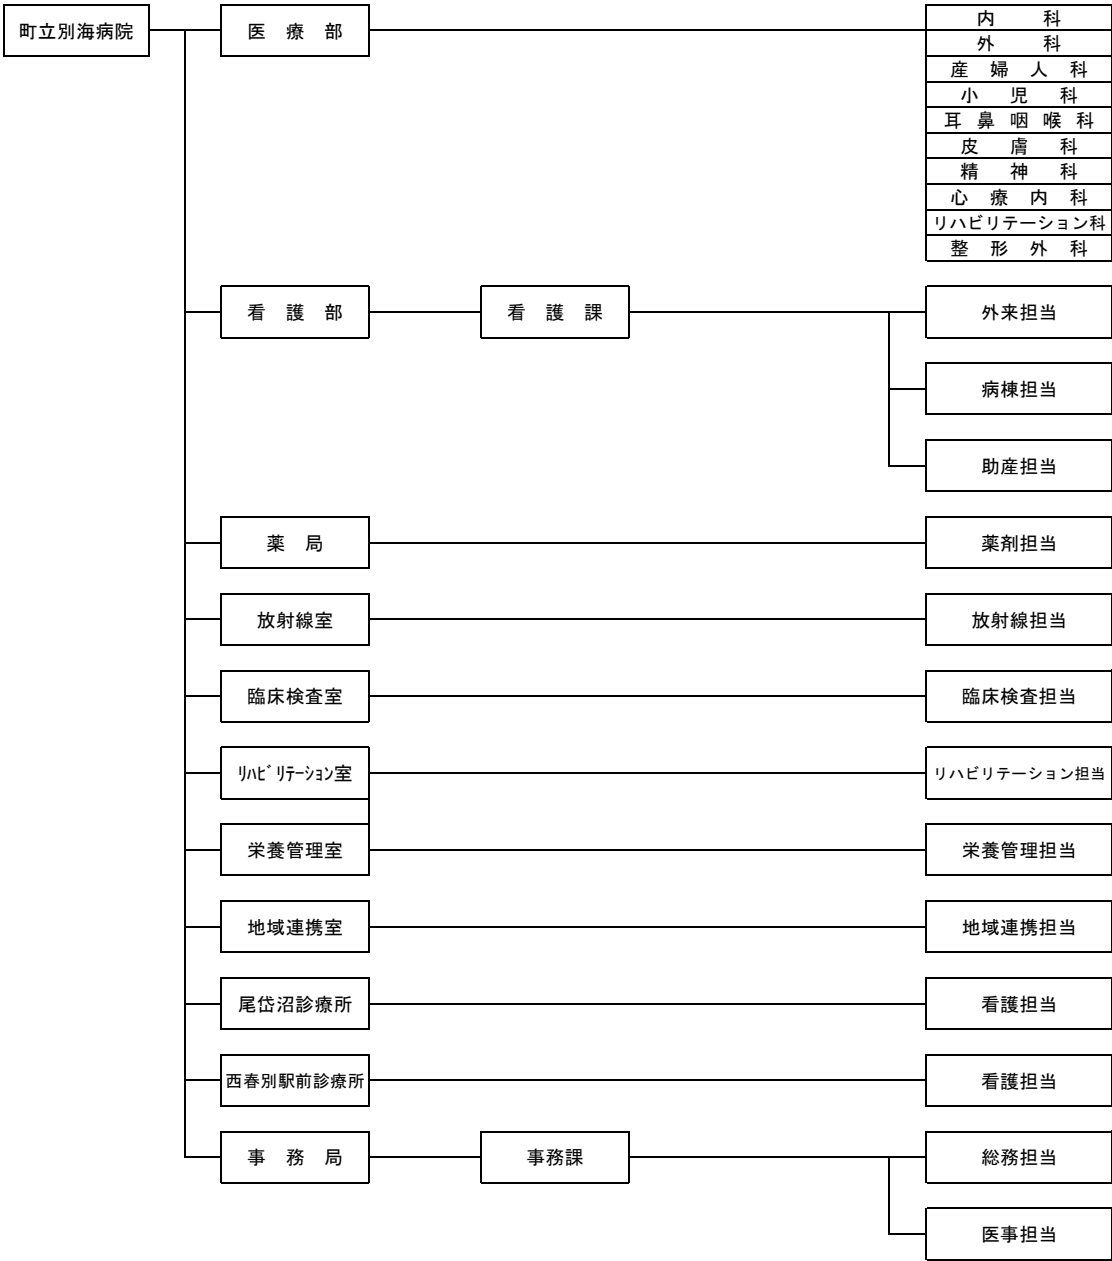 町立別海病院
医療部
内科
外科
産婦人科
小児科
耳鼻咽喉科
皮膚科
精神科
心療内科
リハビリテーション科
整形外科
看護部
看護課
外来担当
病棟担当
助産担当
薬局
薬剤担当
放射線室
放射線担当
臨床検査室
臨床検査担当
ﾘﾊﾋﾞﾘﾃｰｼｮﾝ室
リハビリテーション担当
栄養管理室
栄養管理担当
地域連携室
地域連携担当
尾岱沼診療所
看護担当
西春別駅前診療所
看護担当
事務局
事務課
総務担当
医事担当